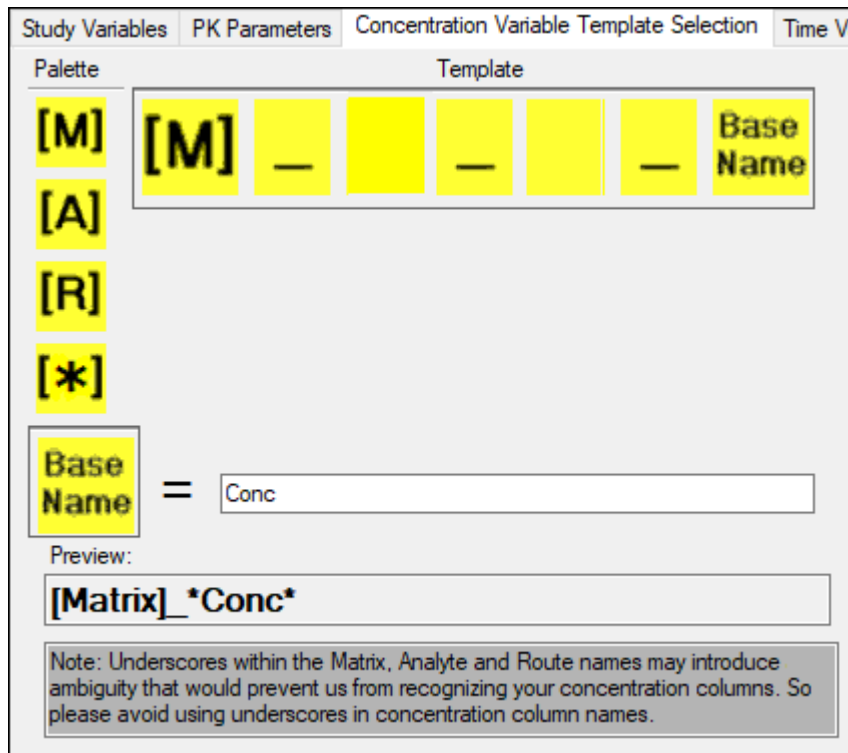 Study Variables PK Parameters Concentration Variable Template Selection Time V
Palette Template
[M] [M] _ _ _ Base Name
[A]
[R]
[*]
Base Name = Conc
Preview:
[Matrix]_*Conc*
Note: Underscores within the Matrix, Analyte and Route names may introduce
ambiguity that would prevent us from recognizing your concentration columns. So
please avoid using underscores in concentration column names.